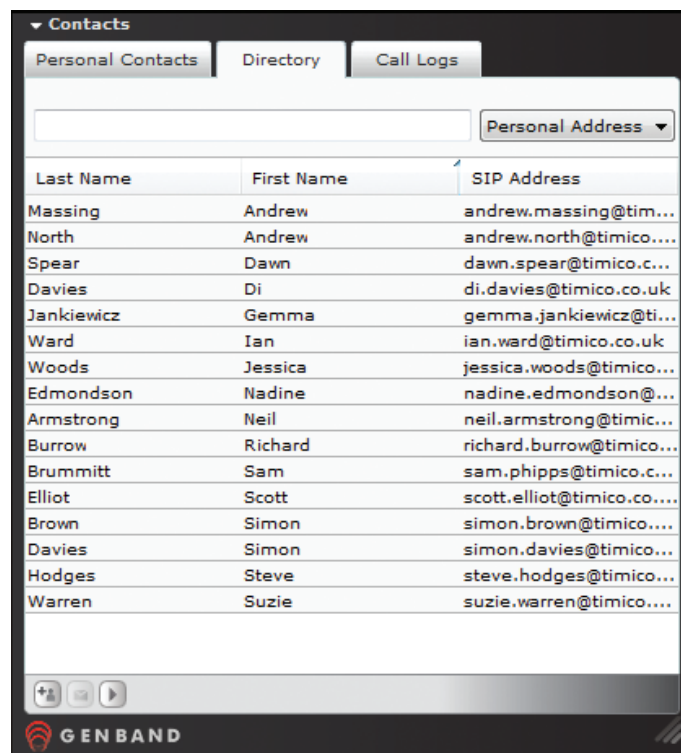 Contacts
Personal Contacts Directory Call Logs
Personal Address
Last Name First Name SIP Address
Massing Andrew andrew.massing@tim...
North Andrew andrew.north@timico....
Spear Dawn dawn.spear@timico.c...
Davies Di di.davies@timico.co.uk
Jankiewicz Gemma gemma.jankiewicz@ti...
Ward Ian ian.ward@timico.co.uk
Woods Jessica jessica.woods@timico...
Edmondson Nadine nadine.edmondson@...
Armstrong Neil neil.armstrong@timic...
Burrow Richard richard.burrow@timico...
Brummitt Sam sam.phipps@timico.c...
Elliot Scott scott.elliot@timico.co....
Brown Simon simon.brown@timico....
Davies Simon simon.davies@timico...
Hodges Steve steve.hodges@timico...
Warren Suzie suzie.warren@timico....
GENBAND